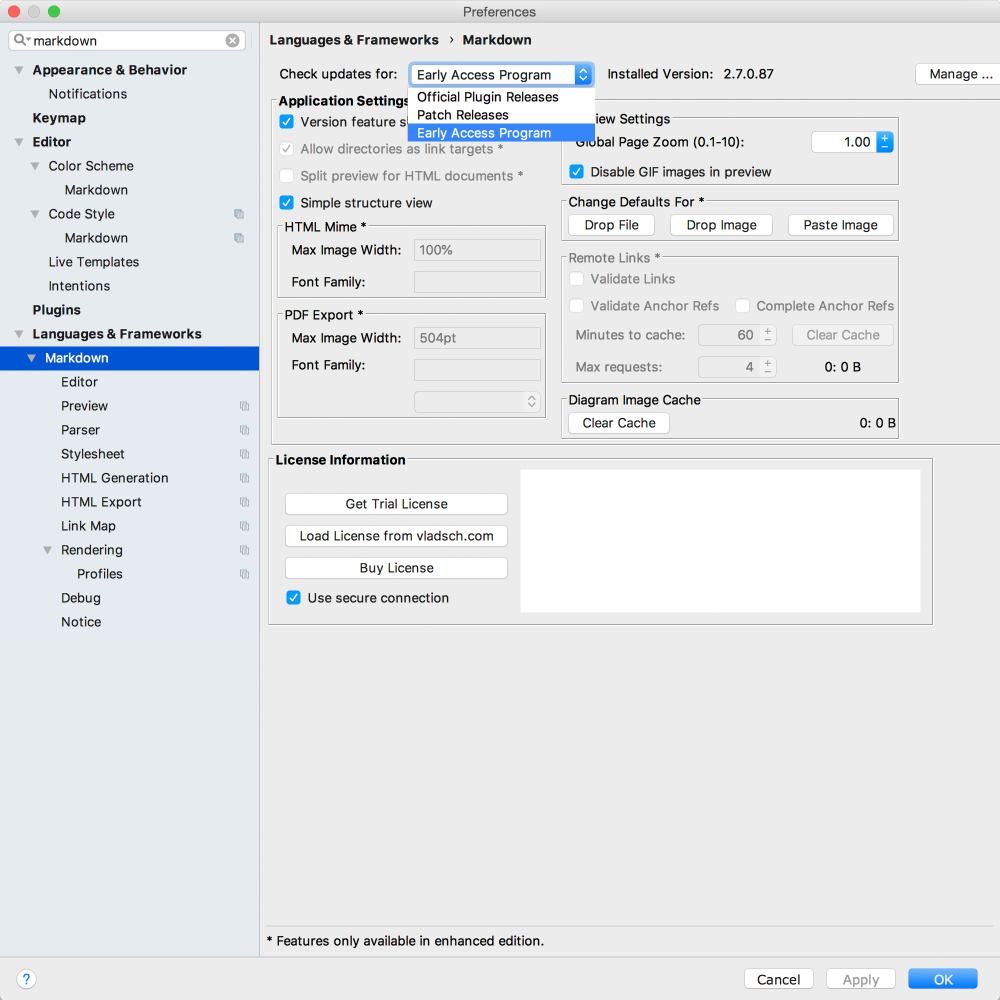 Preferences
markdown
Appearance & Behavior
Notifications
Keymap
Editor
Color Scheme
Markdown
Code Style
Markdown
Live Templates
Intentions
Plugins
Languages & Frameworks
Markdown
Editor
Preview
Parser
Stylesheet
HTML Generation
HTML Export
Link Map
Rendering
Profiles
Debug
Notice
Languages & Frameworks › Markdown
Check updates for: Early Access Program Installed Version: 2.7.0.87 Manage ...
Official Plugin Releases
Patch Releases
Early Access Program
Application Settings
Version feature s
Allow directories as link targets *
Split preview for HTML documents *
Simple structure view
HTML Mime *
Max Image Width: 100%
Font Family:
PDF Export *
Max Image Width: 504pt
Font Family:
iew Settings
Global Page Zoom (0.1-10): 1.00
Disable GIF images in preview
Change Defaults For *
Drop File Drop Image Paste Image
Remote Links *
Validate Links
Validate Anchor Refs Complete Anchor Refs
Minutes to cache: 60 Clear Cache
Max requests: 4 0: 0 B
Diagram Image Cache
Clear Cache 0: 0 B
License Information
Get Trial License
Load License from vladsch.com
Buy License
Use secure connection
* Features only available in enhanced edition.
? Cancel Apply OK